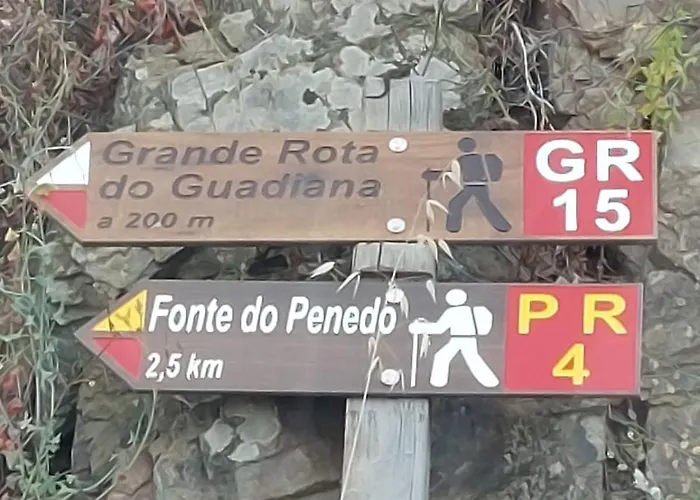 Grande Rota
do Guadiana
a 200 m
GR
15
Fonte do Penedo
2,5 km
PR
4